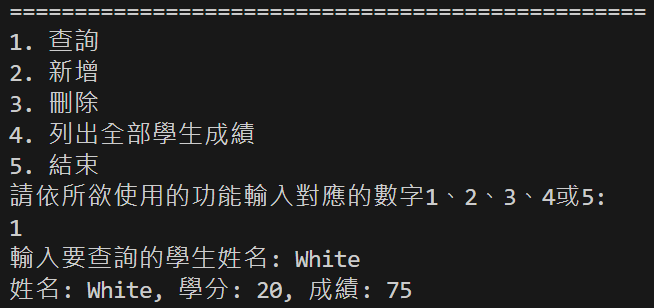 =================================================
1. 查詢
2. 新增
3. 刪除
4. 列出全部學生成績
5. 結束
請依所欲使用的功能輸入對應的數字1、2、3、4或5:
1
輸入要查詢的學生姓名: White
姓名: White, 學分: 20, 成績: 75